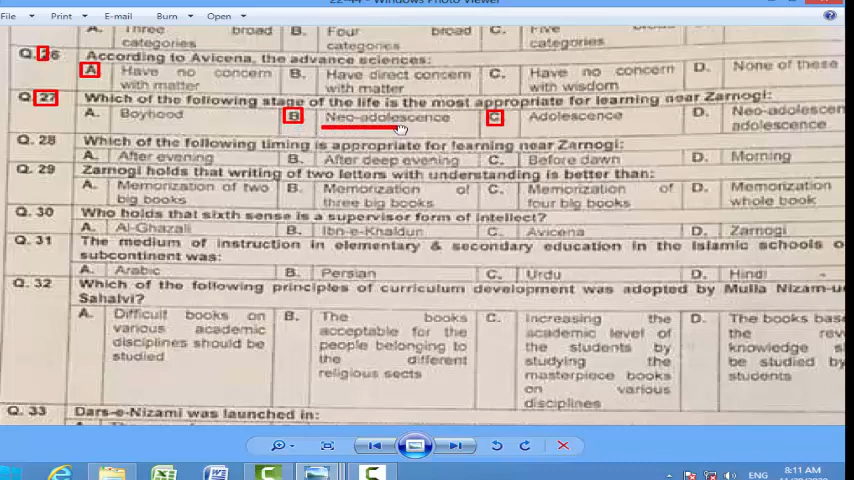 22-44 - Windows Photo Viewer
File Print E-mail Burn Open
A. Three broad categories B. Four broad categories C. Five broad categories
Q.26 According to Avicena, the advance sciences:
A. Have no concern with matter B. Have direct concern with matter C. Have no concern with wisdom D. None of these
Q.27 Which of the following stage of the life is the most appropriate for learning near Zarnogi:
A. Boyhood B. Neo-adolescence C. Adolescence D. Neo-adolescen adolescence
Q. 28 Which of the following timing is appropriate for learning near Zarnogi:
A. After evening B. After deep evening C. Before dawn D. Morning
Q. 29 Zarnogi holds that writing of two letters with understanding is better than:
A. Memorization of two big books B. Memorization of three big books C. Memorization of four big books D. Memorization whole book
Q. 30 Who holds that sixth sense is a supervisor form of intellect?
A. Al-Ghazali B. Ibn-e-Khaldun C. Avicena D. Zarnogi
Q. 31 The medium of instruction in elementary & secondary education in the Islamic schools o
subcontinent was:
A. Arabic B. Persian C. Urdu D. Hindi
Q. 32 Which of the following principles of curriculum development was adopted by Mulla Nizam-u
Sahalvi?
A. Difficult books on various academic disciplines should be studied B. The books acceptable for the people belonging to the different religious sects C. Increasing the academic level of the students by studying the masterpiece books on various disciplines D. The books base the rev knowledge s be studied by students
Q. 33 Dars-e-Nizami was launched in:
ENG 8:11 AM